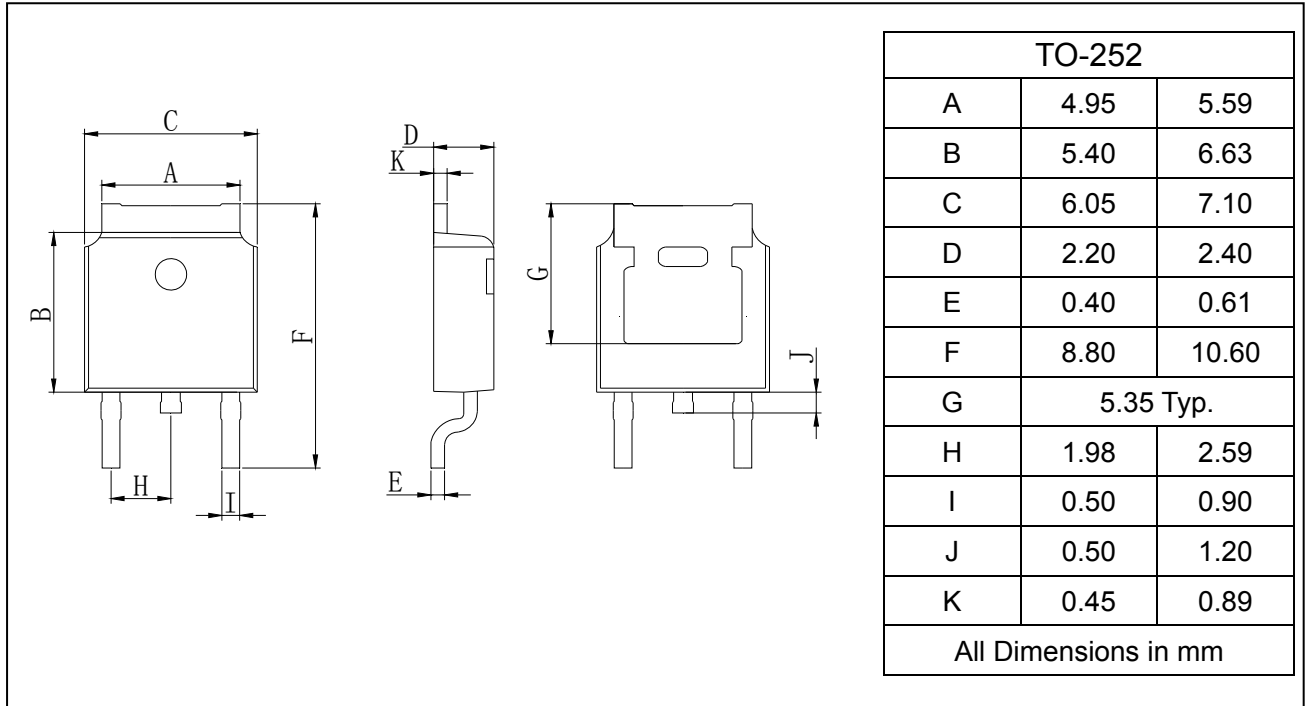 C
A
B
F
H
I
D
K
E
G
J
TO-252
A 4.95 5.59
B 5.40 6.63
C 6.05 7.10
D 2.20 2.40
E 0.40 0.61
F 8.80 10.60
G 5.35 Typ.
H 1.98 2.59
I 0.50 0.90
J 0.50 1.20
K 0.45 0.89
All Dimensions in mm